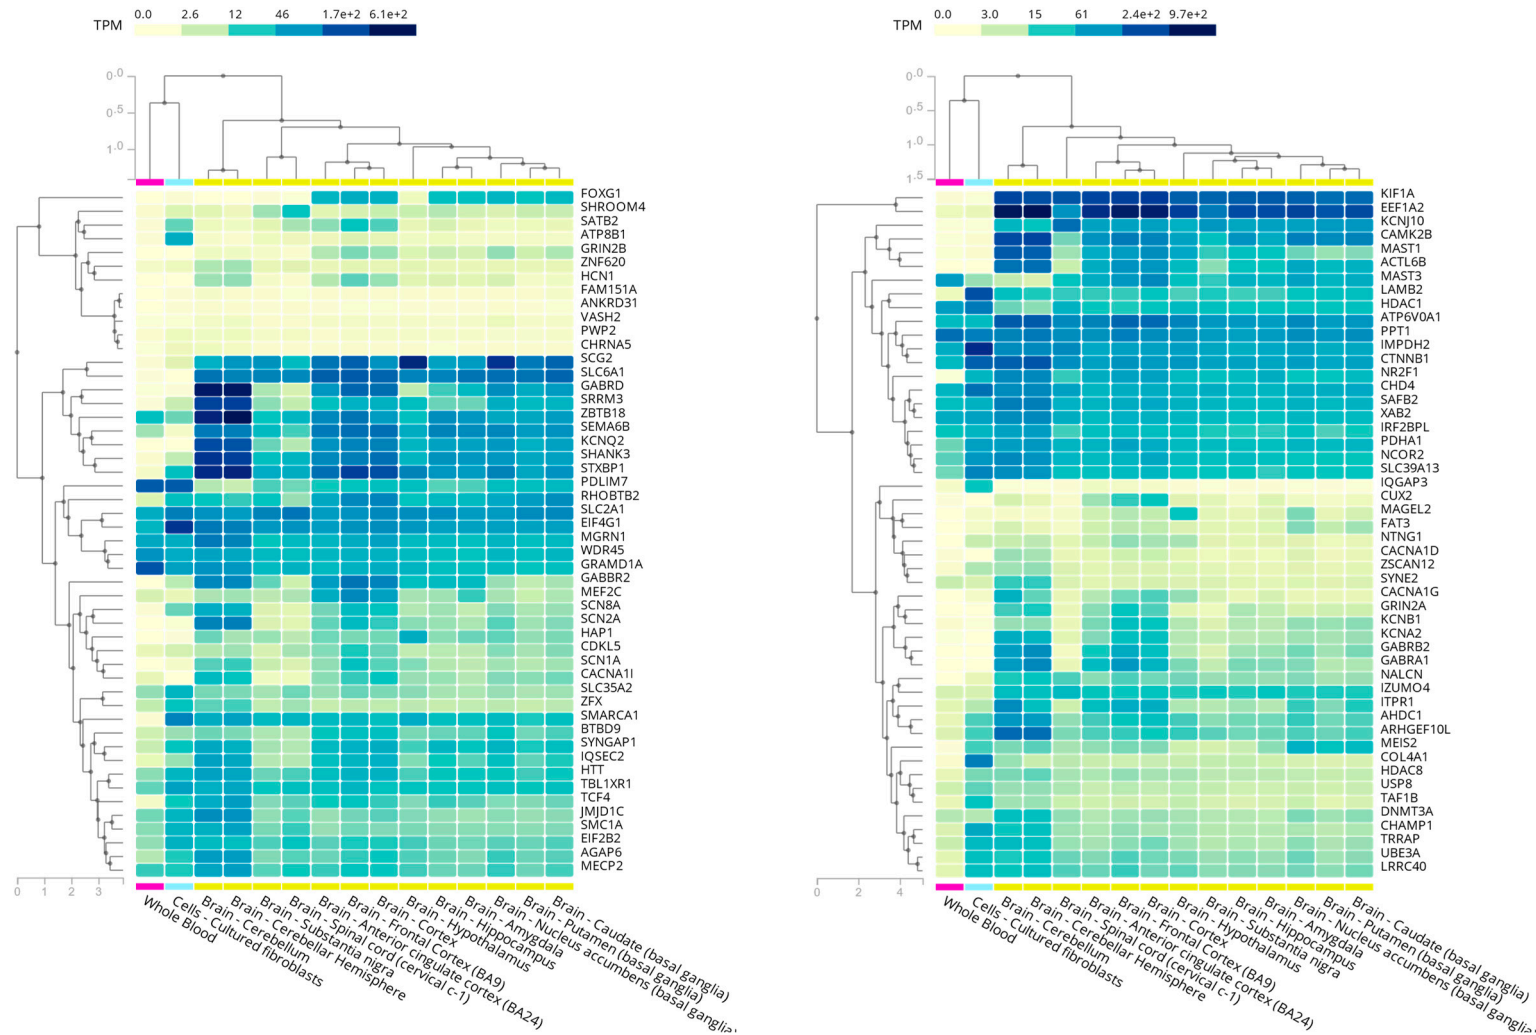 0.0 2.6 12 46 1.7e+2 6.1e+2
TPM
0.0
0.5
1.0
FOXG1
SHROOM4
SATB2
ATP8B1
GRIN2B
ZNF620
HCN1
FAM151A
ANKRD31
VASH2
PWP2
CHRNA5
SCG2
SLC6A1
GABRD
SRRM3
ZBTB18
SEMA6B
KCNQ2
SHANK3
STXBP1
PDLIM7
RHOBTB2
SLC2A1
EIF4G1
MGRN1
WDR45
GRAMD1A
GABBR2
MEF2C
SCN8A
SCN2A
HAP1
CDKL5
SCN1A
CACNA1I
SLC35A2
ZFX
SMARCA1
BTBD9
SYNGAP1
IQSEC2
HTT
TBL1XR1
TCF4
JMJD1C
SMC1A
EIF2B2
AGAP6
MECP2
0 1 2 3
Whole Blood
Cells - Cultured fibroblasts
Brain - Cerebellum
Brain - Cerebellar Hemisphere
Brain - Substantia nigra
Brain - Spinal cord (cervical c-1)
Brain - Anterior cingulate cortex (BA24)
Brain - Frontal Cortex (BA9)
Brain - Cortex
Brain - Hypothalamus
Brain - Hippocampus
Brain - Amygdala
Brain - Nucleus accumbens (basal ganglia)
Brain - Putamen (basal ganglia)
Brain - Caudate (basal ganglia)
0.0 3.0 15 61 2.4e+2 9.7e+2
TPM
0.0
0.5
1.0
1.5
KIF1A
EEF1A2
KCNJ10
CAMK2B
MAST1
ACTL6B
MAST3
LAMB2
HDAC1
ATP6V0A1
PPT1
IMPDH2
CTNNB1
NR2F1
CHD4
SAFB2
XAB2
IRF2BPL
PDHA1
NCOR2
SLC39A13
IQGAP3
CUX2
MAGEL2
FAT3
NTNG1
CACNA1D
ZSCAN12
SYNE2
CACNA1G
GRIN2A
KCNB1
KCNA2
GABRB2
GABRA1
NALCN
IZUMO4
ITPR1
AHDC1
ARHGEF10L
MEIS2
COL4A1
HDAC8
USP8
TAF1B
DNMT3A
CHAMP1
TRRAP
UBE3A
LRRC40
0 2 4
Whole Blood
Cells - Cultured fibroblasts
Brain - Cerebellum
Brain - Cerebellar Hemisphere
Brain - Spinal cord (cervical c-1)
Brain - Anterior cingulate cortex (BA24)
Brain - Frontal Cortex (BA9)
Brain - Cortex
Brain - Hypothalamus
Brain - Substantia nigra
Brain - Hippocampus
Brain - Amygdala
Brain - Nucleus accumbens (basal
Brain - Putamen (basal ganglia)
Brain - Caudate (basal ganglia)